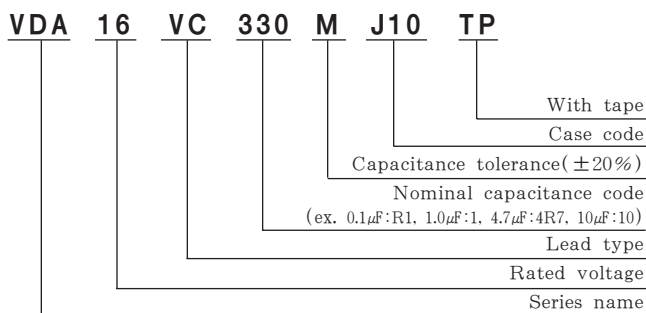 VDA 16 VC 330 M J10 TP
With tape
Case code
Capacitance tolerance(±20%)
Nominal capacitance code
(ex. 0.1μF:R1, 1.0μF:1, 4.7μF:4R7, 10μF:10)
Lead type
Rated voltage
Series name